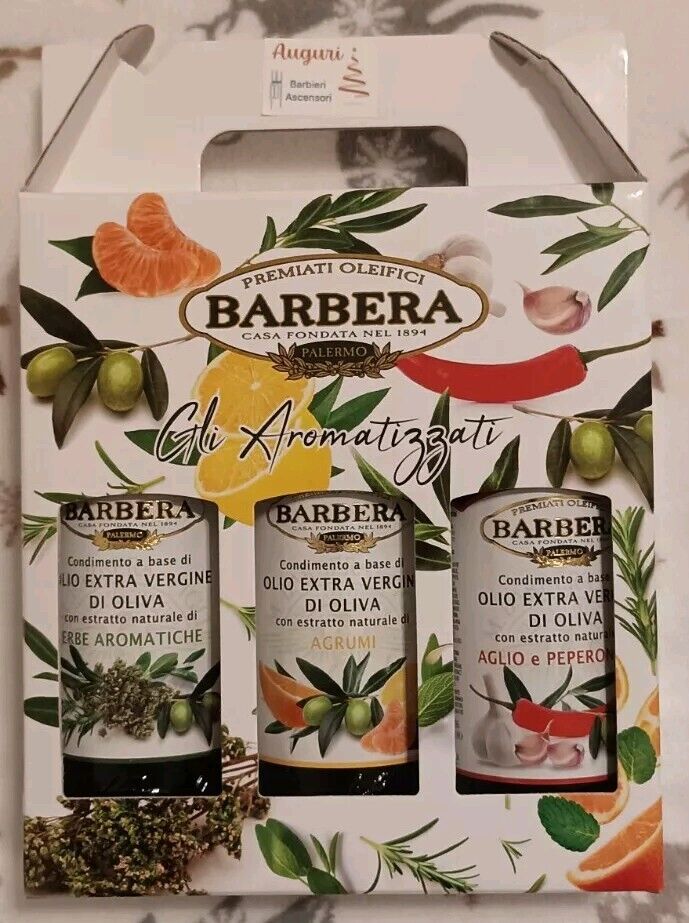 Auguri
Barbieri
Ascensori
PREMIATI OLEIFICI
BARBERA
CASA FONDATA NEL 1894
PALERMO
Gli Aromatizzati
BARBERA
CASA FONDATA NEL 1894
PALERMO
Condimento a base di
OLIO EXTRA VERGINE
DI OLIVA
con estratto naturale di
ERBE AROMATICHE
BARBERA
CASA FONDATA NEL 1894
PALERMO
Condimento a base di
OLIO EXTRA VERGIN
DI OLIVA
con estratto naturale di
AGRUMI
PREMIATI OLEIFICI
BARBERA
CASA FONDATA NEL 1894
PALERMO
Condimento a base
OLIO EXTRA VER
DI OLIVA
con estratto naturale
AGLIO e PEPERON